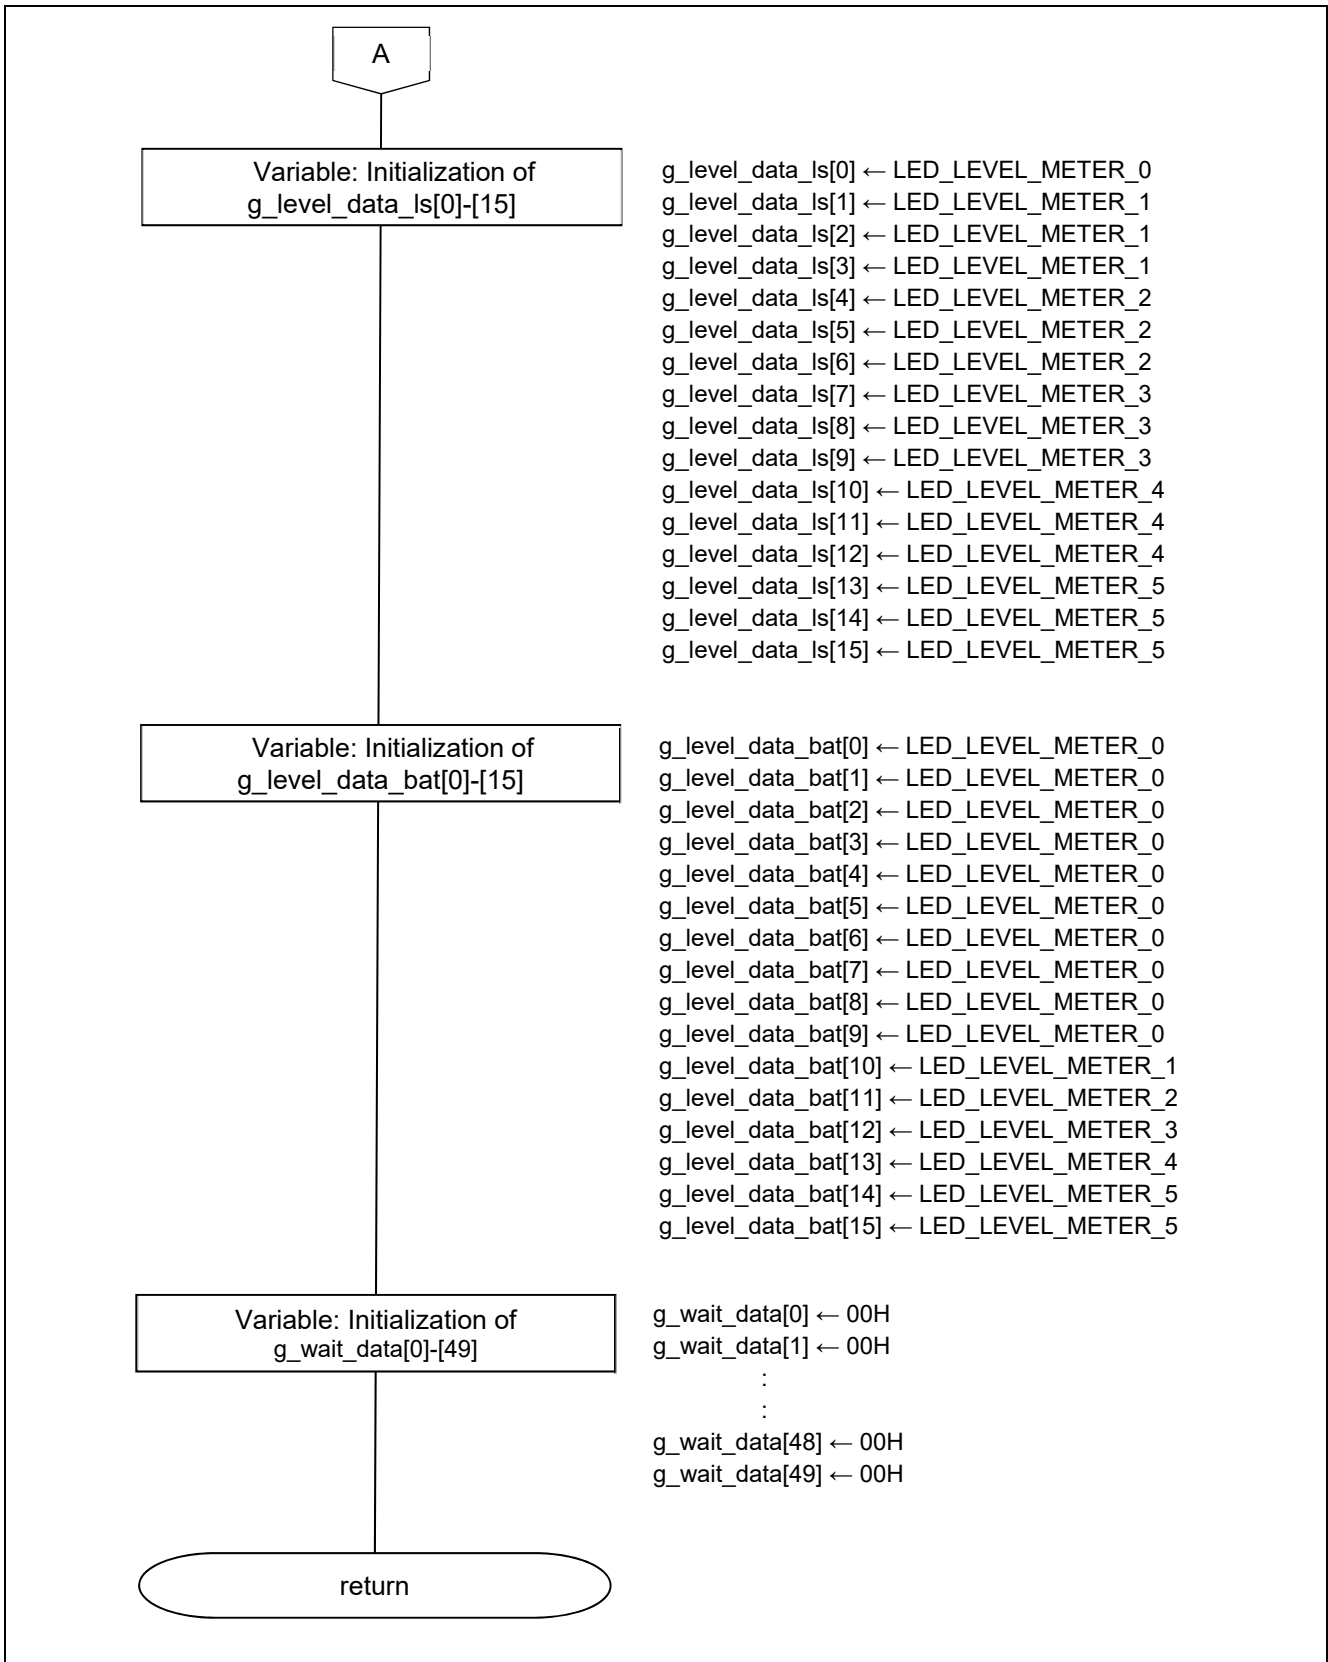 A
Variable: Initialization of
g_level_data_ls[0]-[15]
g_level_data_ls[0] ← LED_LEVEL_METER_0
g_level_data_ls[1] ← LED_LEVEL_METER_1
g_level_data_ls[2] ← LED_LEVEL_METER_1
g_level_data_ls[3] ← LED_LEVEL_METER_1
g_level_data_ls[4] ← LED_LEVEL_METER_2
g_level_data_ls[5] ← LED_LEVEL_METER_2
g_level_data_ls[6] ← LED_LEVEL_METER_2
g_level_data_ls[7] ← LED_LEVEL_METER_3
g_level_data_ls[8] ← LED_LEVEL_METER_3
g_level_data_ls[9] ← LED_LEVEL_METER_3
g_level_data_ls[10] ← LED_LEVEL_METER_4
g_level_data_ls[11] ← LED_LEVEL_METER_4
g_level_data_ls[12] ← LED_LEVEL_METER_4
g_level_data_ls[13] ← LED_LEVEL_METER_5
g_level_data_ls[14] ← LED_LEVEL_METER_5
g_level_data_ls[15] ← LED_LEVEL_METER_5
Variable: Initialization of
g_level_data_bat[0]-[15]
g_level_data_bat[0] ← LED_LEVEL_METER_0
g_level_data_bat[1] ← LED_LEVEL_METER_0
g_level_data_bat[2] ← LED_LEVEL_METER_0
g_level_data_bat[3] ← LED_LEVEL_METER_0
g_level_data_bat[4] ← LED_LEVEL_METER_0
g_level_data_bat[5] ← LED_LEVEL_METER_0
g_level_data_bat[6] ← LED_LEVEL_METER_0
g_level_data_bat[7] ← LED_LEVEL_METER_0
g_level_data_bat[8] ← LED_LEVEL_METER_0
g_level_data_bat[9] ← LED_LEVEL_METER_0
g_level_data_bat[10] ← LED_LEVEL_METER_1
g_level_data_bat[11] ← LED_LEVEL_METER_2
g_level_data_bat[12] ← LED_LEVEL_METER_3
g_level_data_bat[13] ← LED_LEVEL_METER_4
g_level_data_bat[14] ← LED_LEVEL_METER_5
g_level_data_bat[15] ← LED_LEVEL_METER_5
Variable: Initialization of
g_wait_data[0]-[49]
g_wait_data[0] ← 00H
g_wait_data[1] ← 00H
:
:
g_wait_data[48] ← 00H
g_wait_data[49] ← 00H
return